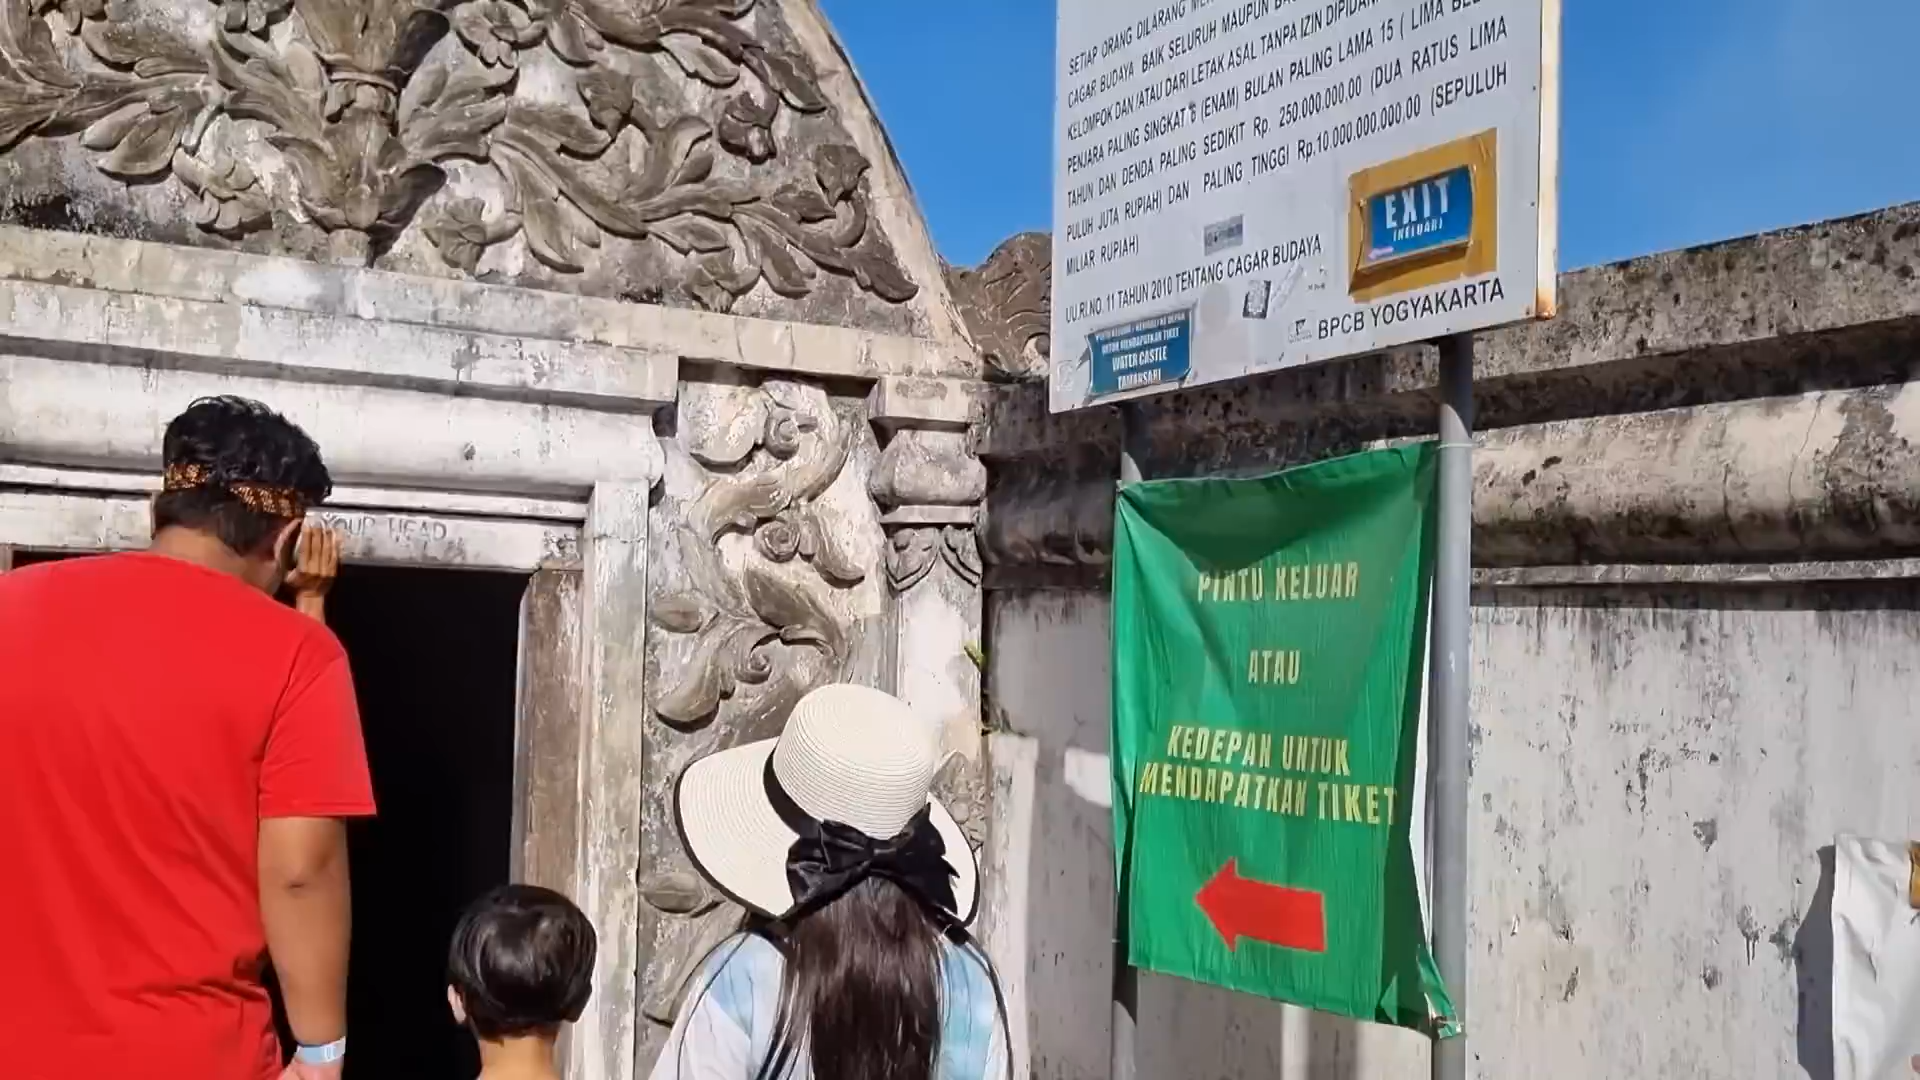 SETIAP ORANG DILARANG
CAGAR BUDAYA BAIK SELURUH MAUPUN
KELOMPOK DAN /ATAU DARI LETAK ASAL TANPA IZIN DIPIDANA
PENJARA PALING SINGKAT 6 (ENAM) BULAN PALING LAMA 15 ( LIMA
TAHUN DAN DENDA PALING SEDIKIT Rp. 250.000.000.00 (DUA RATUS LIMA
PULUH JUTA RUPIAH) DAN PALING TINGGI Rp.10.000.000.000,00 (SEPULUH
MILIAR RUPIAH)
UU.RI.NO. 11 TAHUN 2010 TENTANG CAGAR BUDAYA
BPCB YOGYAKARTA
EXIT
(KELUAR)
UNTUK MENDAPATKAN TIKET
WATER CASTLE
TAMANSARI
YOUR HEAD
PINTU KELUAR
ATAU
KEDEPAN UNTUK
MENDAPATKAN TIKET